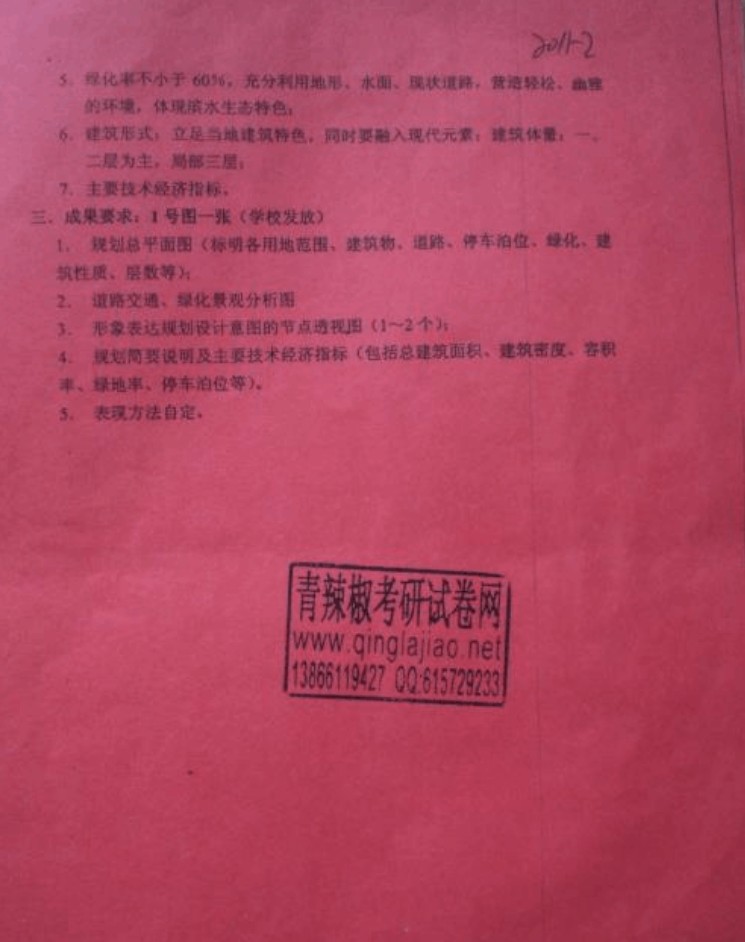 2011-2
5. 绿化率不小于 60%，充分利用地形、水面、现状道路，营造轻松、幽雅
的环境，体现滨水生态特色；
6. 建筑形式：立足当地建筑特色，同时要融入现代元素；建筑体量：一、
二层为主，局部三层；
7. 主要技术经济指标。
三、成果要求：1 号图一张（学校发放）
1. 规划总平面图（标明各用地范围、建筑物、道路、停车泊位、绿化、建
筑性质、层数等）；
2. 道路交通、绿化景观分析图
3. 形象表达规划设计意图的节点透视图（1～2 个）；
4. 规划简要说明及主要技术经济指标（包括总建筑面积、建筑密度、容积
率、绿地率、停车泊位等）。
5. 表现方法自定。
青辣椒考研试卷网
www.qinglajiao.net
13866119427 QQ:615729233